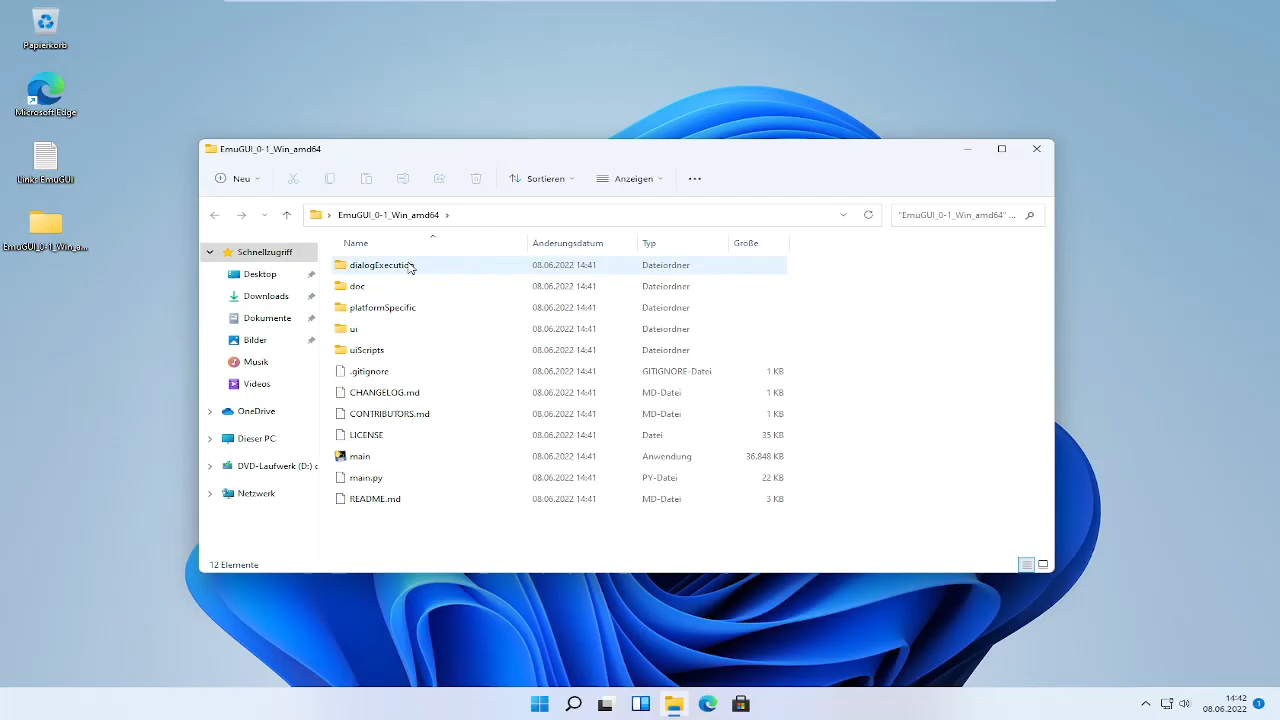 Papierkorb
Microsoft Edge
Links EmuGUI
EmuGUI_0-1_Win_a...
EmuGUI_0-1_Win_amd64
Neu
Sortieren
Anzeigen
EmuGUI_0-1_Win_amd64
"EmuGUI_0-1_Win_amd64" ...
Name Änderungsdatum Typ Größe
Schnellzugriff
Desktop
Downloads
Dokumente
Bilder
Musik
Videos
OneDrive
Dieser PC
DVD-Laufwerk (D:) c
Netzwerk
dialogExecution 08.06.2022 14:41 Dateiordner
doc 08.06.2022 14:41 Dateiordner
platformSpecific 08.06.2022 14:41 Dateiordner
ui 08.06.2022 14:41 Dateiordner
uiScripts 08.06.2022 14:41 Dateiordner
.gitignore 08.06.2022 14:41 GITIGNORE-Datei 1 KB
CHANGELOG.md 08.06.2022 14:41 MD-Datei 1 KB
CONTRIBUTORS.md 08.06.2022 14:41 MD-Datei 1 KB
LICENSE 08.06.2022 14:41 Datei 35 KB
main 08.06.2022 14:41 Anwendung 36.848 KB
main.py 08.06.2022 14:41 PY-Datei 22 KB
README.md 08.06.2022 14:41 MD-Datei 3 KB
12 Elemente
14:42
08.06.2022
1